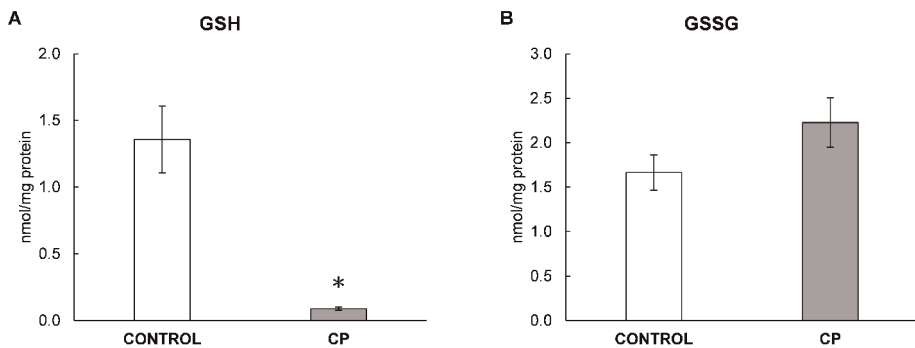 A
GSH
2.0
1.5
1.0
0.5
0.0
nmol/mg protein
*
CONTROL
CP
B
GSSG
3.0
2.5
2.0
1.5
1.0
0.5
0.0
nmol/mg protein
CONTROL
CP